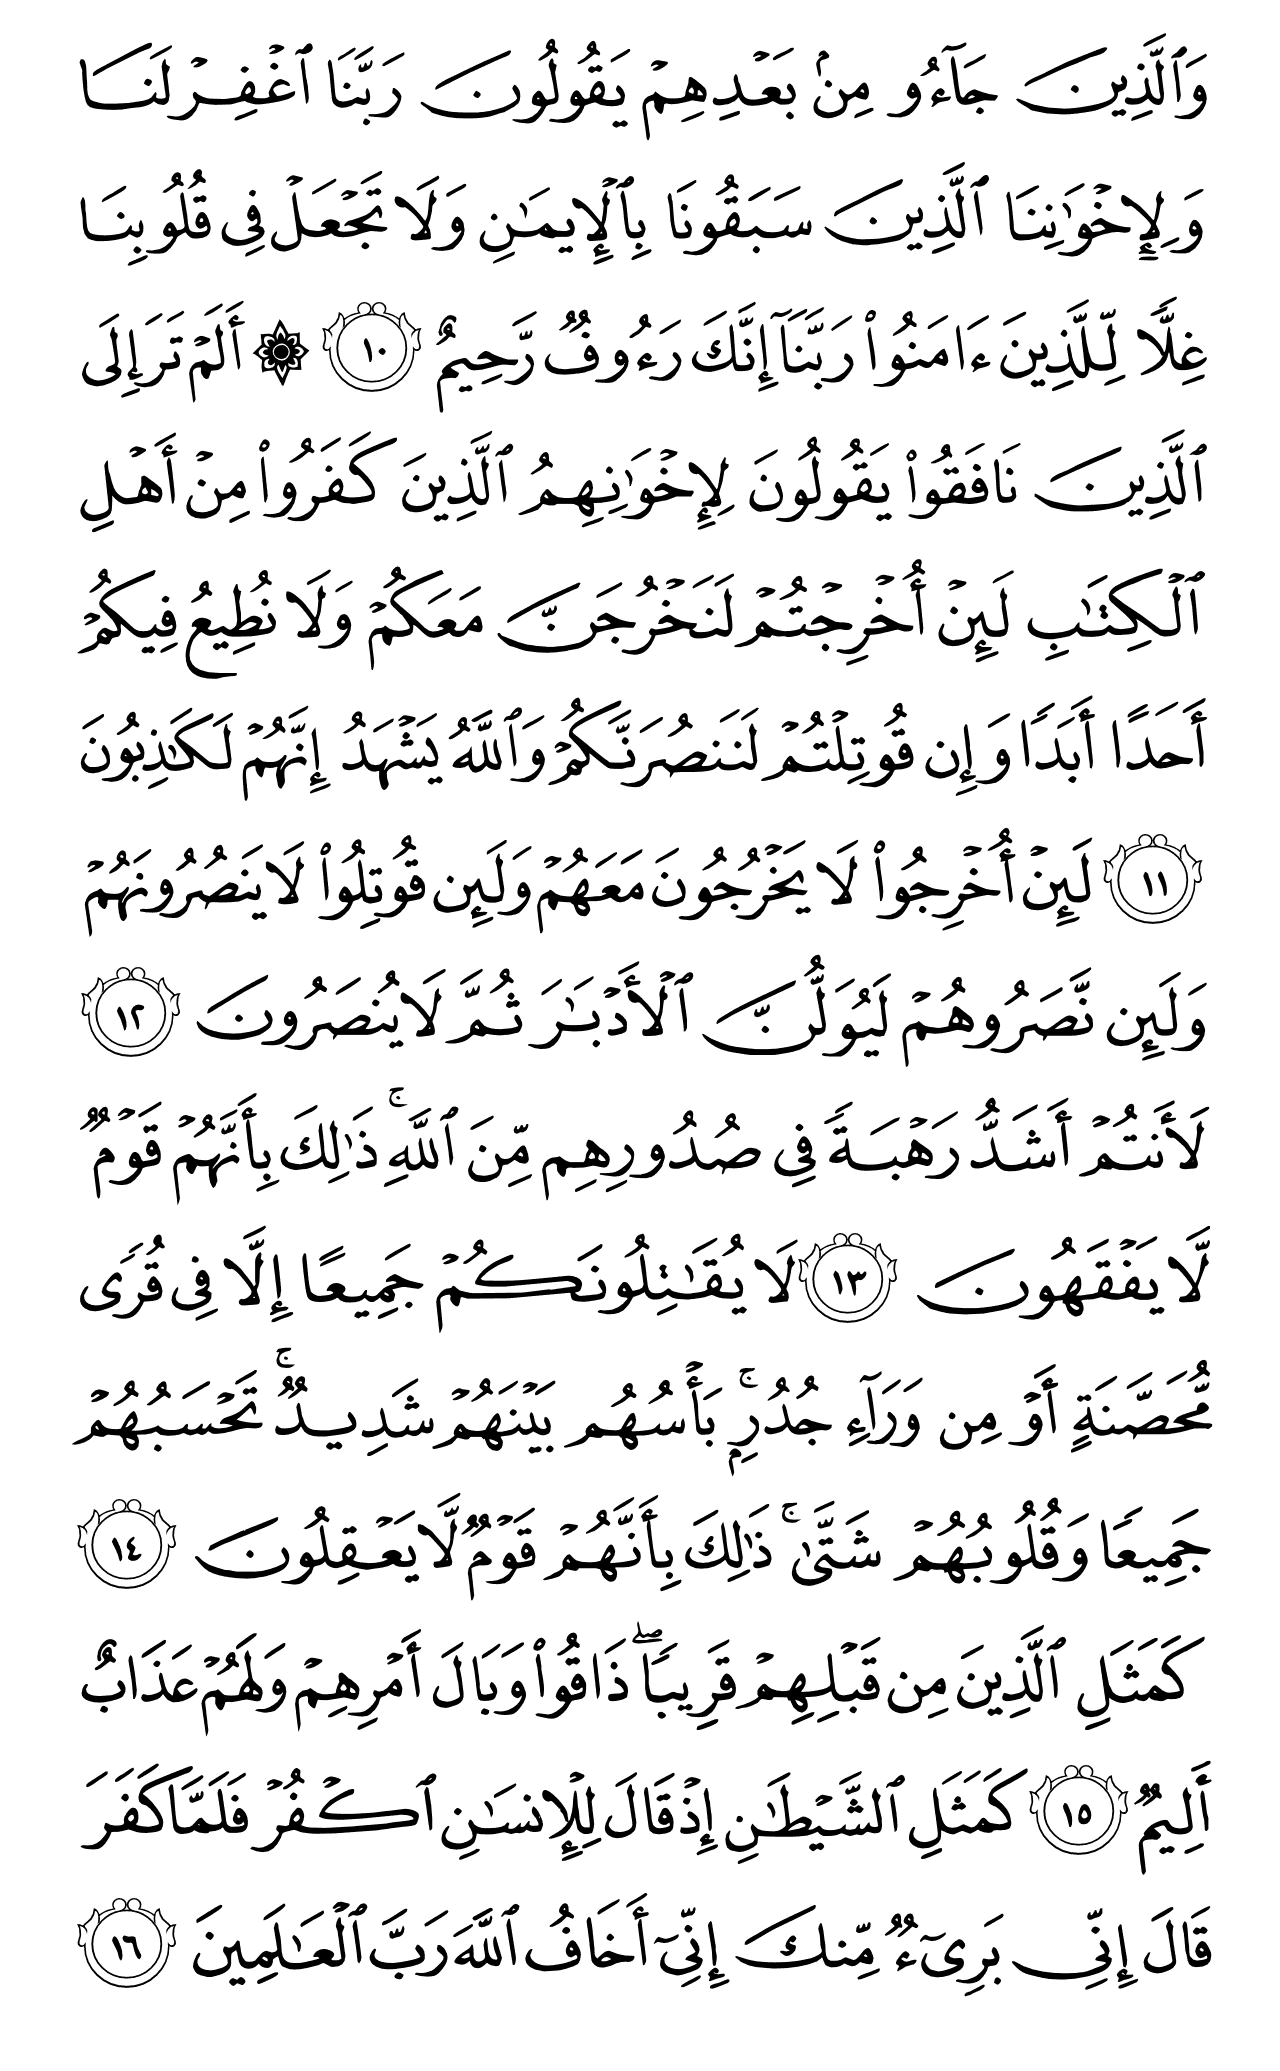 وَٱلَّذِينَ جَآءُو مِنۢ بَعۡدِهِمۡ يَقُولُونَ رَبَّنَا ٱغۡفِرۡ لَنَا
وَلِإِخۡوَٰنِنَا ٱلَّذِينَ سَبَقُونَا بِٱلۡإِيمَٰنِ وَلَا تَجۡعَلۡ فِي قُلُوبِنَا
غِلّٗا لِّلَّذِينَ ءَامَنُواْ رَبَّنَآ إِنَّكَ رَءُوفٞ رَّحِيمٌ ١٠ ۞ أَلَمۡ تَرَ إِلَى
ٱلَّذِينَ نَافَقُواْ يَقُولُونَ لِإِخۡوَٰنِهِمُ ٱلَّذِينَ كَفَرُواْ مِنۡ أَهۡلِ
ٱلۡكِتَٰبِ لَئِنۡ أُخۡرِجۡتُمۡ لَنَخۡرُجَنَّ مَعَكُمۡ وَلَا نُطِيعُ فِيكُمۡ
أَحَدًا أَبَدٗا وَإِن قُوتِلۡتُمۡ لَنَنصُرَنَّكُمۡ وَٱللَّهُ يَشۡهَدُ إِنَّهُمۡ لَكَٰذِبُونَ
١١ لَئِنۡ أُخۡرِجُواْ لَا يَخۡرُجُونَ مَعَهُمۡ وَلَئِن قُوتِلُواْ لَا يَنصُرُونَهُمۡ
وَلَئِن نَّصَرُوهُمۡ لَيُوَلُّنَّ ٱلۡأَدۡبَٰرَ ثُمَّ لَا يُنصَرُونَ ١٢
لَأَنتُمۡ أَشَدُّ رَهۡبَةٗ فِي صُدُورِهِم مِّنَ ٱللَّهِۚ ذَٰلِكَ بِأَنَّهُمۡ قَوۡمٞ
لَّا يَفۡقَهُونَ ١٣ لَا يُقَٰتِلُونَكُمۡ جَمِيعًا إِلَّا فِي قُرٗى
مُّحَصَّنَةٍ أَوۡ مِن وَرَآءِ جُدُرِۭۚ بَأۡسُهُم بَيۡنَهُمۡ شَدِيدٞۚ تَحۡسَبُهُمۡ
جَمِيعٗا وَقُلُوبُهُمۡ شَتَّىٰۚ ذَٰلِكَ بِأَنَّهُمۡ قَوۡمٞ لَّا يَعۡقِلُونَ ١٤
كَمَثَلِ ٱلَّذِينَ مِن قَبۡلِهِمۡ قَرِيبٗاۖ ذَاقُواْ وَبَالَ أَمۡرِهِمۡ وَلَهُمۡ عَذَابٌ
أَلِيمٞ ١٥ كَمَثَلِ ٱلشَّيۡطَٰنِ إِذۡ قَالَ لِلۡإِنسَٰنِ ٱكۡفُرۡ فَلَمَّا كَفَرَ
قَالَ إِنِّي بَرِيٓءٞ مِّنكَ إِنِّيٓ أَخَافُ ٱللَّهَ رَبَّ ٱلۡعَٰلَمِينَ ١٦